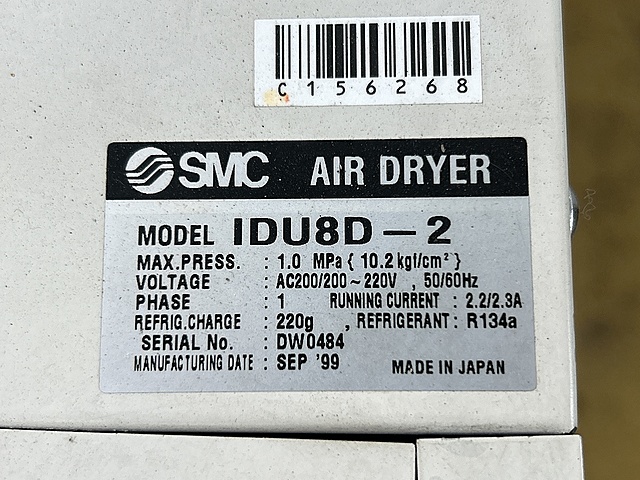 C156268
SMC AIR DRYER
MODEL IDU8D-2
MAX.PRESS. : 1.0 MPa { 10.2 kgf/cm² }
VOLTAGE : AC200/200~220V , 50/60Hz
PHASE : 1 RUNNING CURRENT : 2.2/2.3A
REFRIG.CHARGE : 220g , REFRIGERANT : R134a
SERIAL No. : DW0484
MANUFACTURING DATE : SEP '99 MADE IN JAPAN